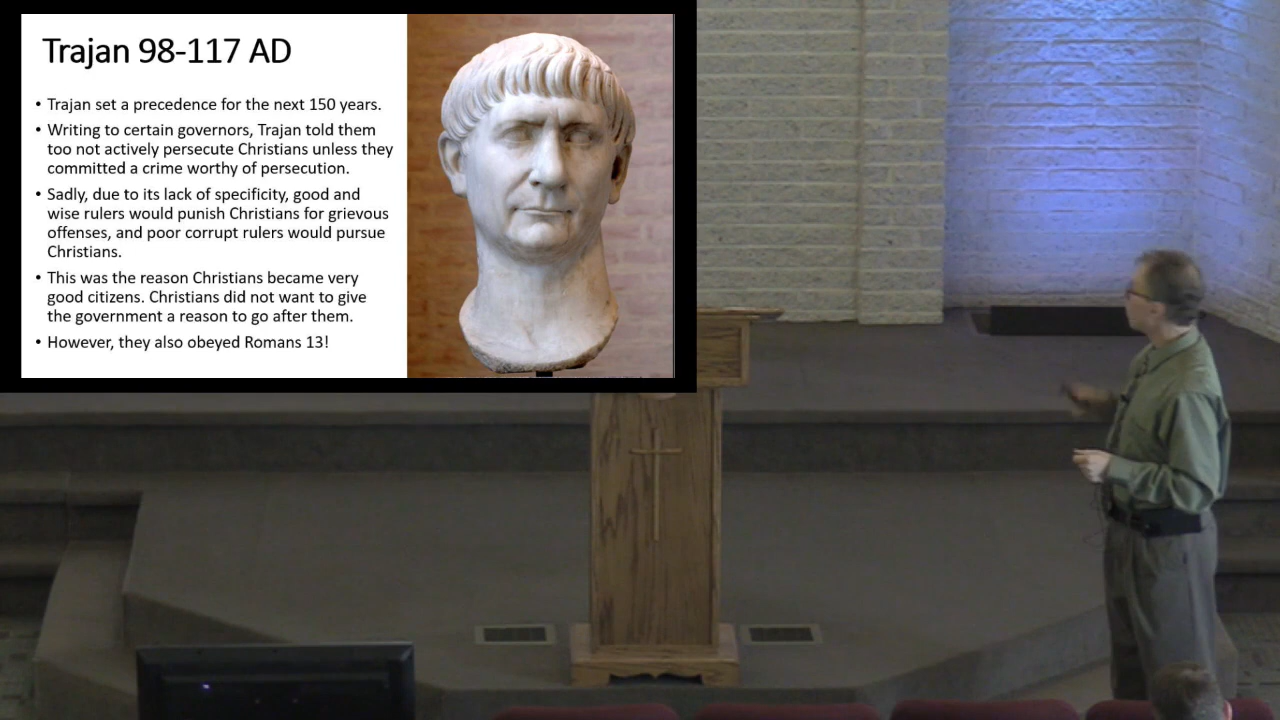 Trajan 98-117 AD
• Trajan set a precedence for the next 150 years.
• Writing to certain governors, Trajan told them
too not actively persecute Christians unless they
committed a crime worthy of persecution.
• Sadly, due to its lack of specificity, good and
wise rulers would punish Christians for grievous
offenses, and poor corrupt rulers would pursue
Christians.
• This was the reason Christians became very
good citizens. Christians did not want to give
the government a reason to go after them.
• However, they also obeyed Romans 13!